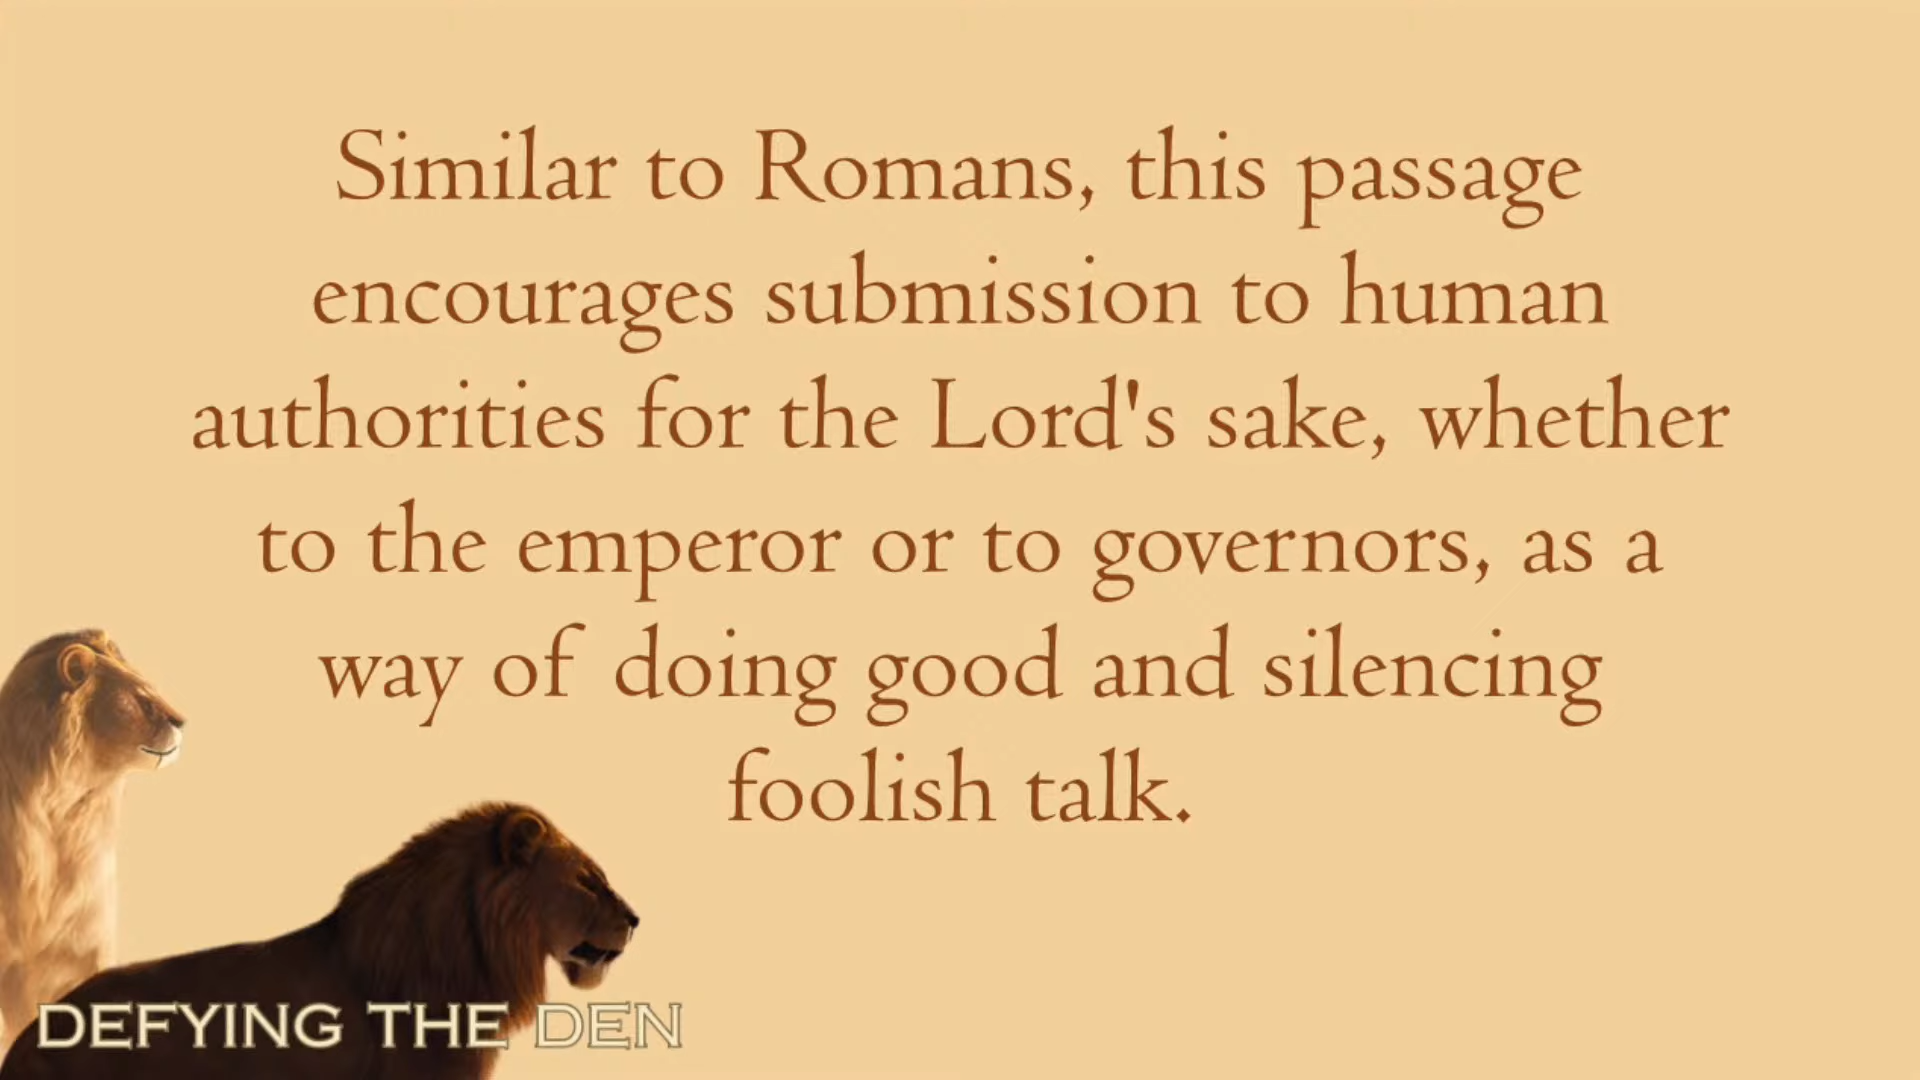 Similar to Romans, this passage
encourages submission to human
authorities for the Lord's sake, whether
to the emperor or to governors, as a
way of doing good and silencing
foolish talk.
DEFYING THE DEN